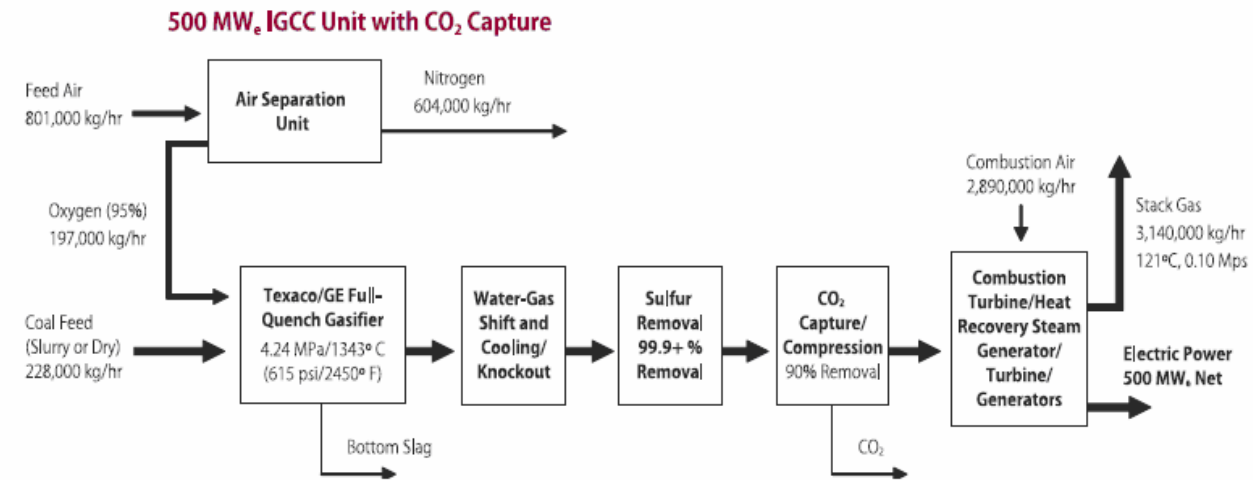 500 MWₑ IGCC Unit with CO₂ Capture
Feed Air
801,000 kg/hr
Air Separation
Unit
Nitrogen
604,000 kg/hr
Oxygen (95%)
197,000 kg/hr
Coal Feed
(Slurry or Dry)
228,000 kg/hr
Texaco/GE Full-
Quench Gasifier
4.24 MPa/1343º C
(615 psi/2450º F)
Bottom Slag
Water-Gas
Shift and
Cooling/
Knockout
Sulfur
Removal
99.9+ %
Removal
CO₂
Capture/
Compression
90% Removal
CO₂
Combustion Air
2,890,000 kg/hr
Combustion
Turbine/Heat
Recovery Steam
Generator/
Turbine/
Generators
Stack Gas
3,140,000 kg/hr
121ºC, 0.10 Mps
Electric Power
500 MWₑ Net